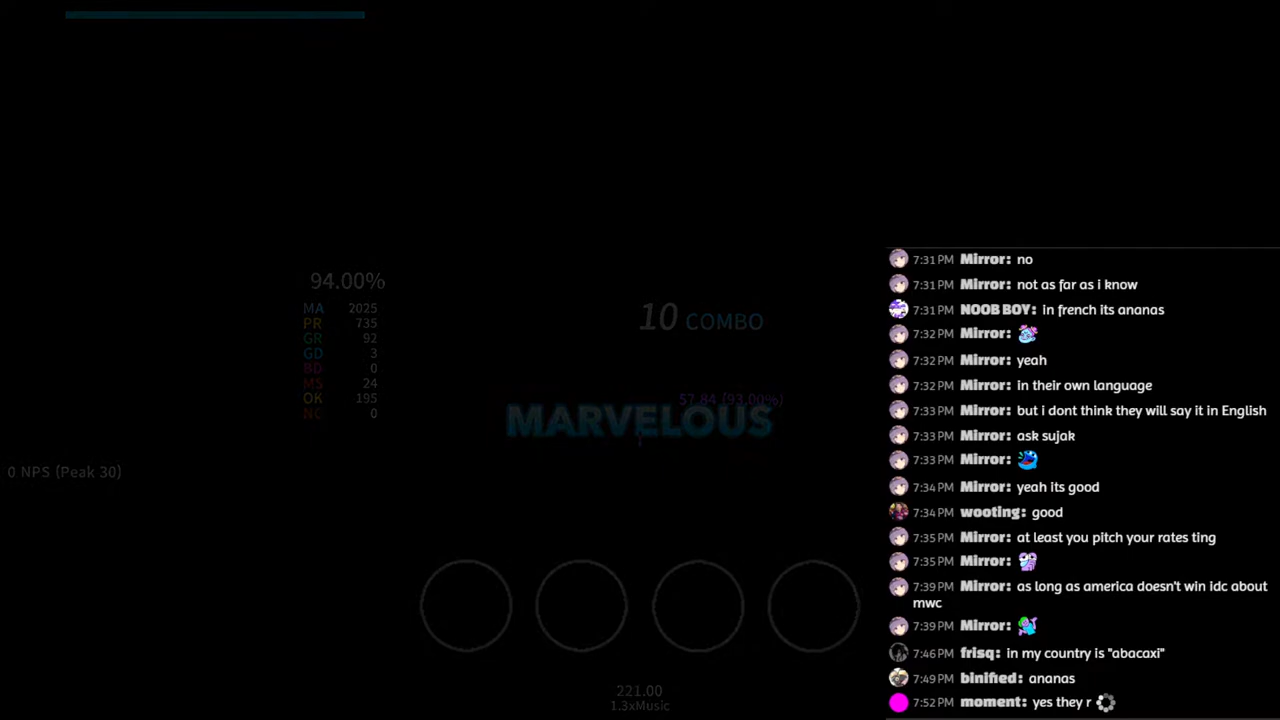 94.00%
MA 2025
PR 735
GR 92
GD 3
BD 0
MS 24
OK 195
NG 0
0 NPS (Peak 30)
10 COMBO
57.84 (93.00%)
MARVELOUS
221.00
1.3xMusic
7:31 PM Mirror: no
7:31 PM Mirror: not as far as i know
7:31 PM NOOB BOY: in french its ananas
7:32 PM Mirror:
7:32 PM Mirror: yeah
7:32 PM Mirror: in their own language
7:33 PM Mirror: but i dont think they will say it in English
7:33 PM Mirror: ask sujak
7:33 PM Mirror:
7:34 PM Mirror: yeah its good
7:34 PM wooting: good
7:35 PM Mirror: at least you pitch your rates ting
7:35 PM Mirror:
7:39 PM Mirror: as long as america doesn't win idc about
mwc
7:39 PM Mirror:
7:46 PM frisq: in my country is "abacaxi"
7:49 PM binified: ananas
7:52 PM moment: yes they r